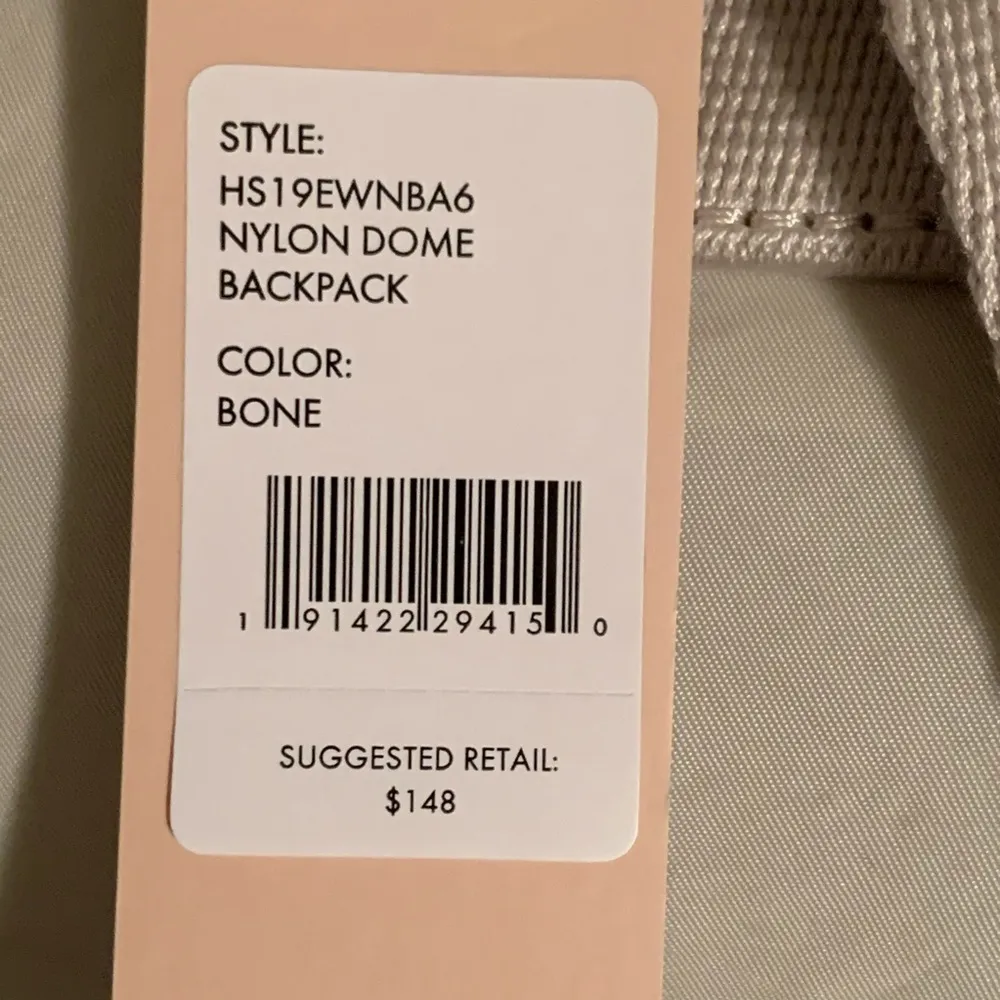 STYLE:
HS19EWNBA6
NYLON DOME
BACKPACK
COLOR:
BONE
1 91422 29415 0
SUGGESTED RETAIL:
$148